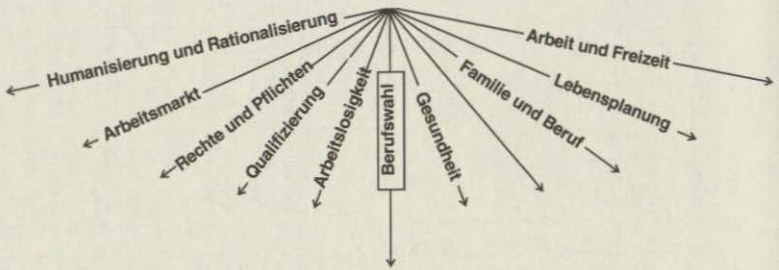 Humanisierung und Rationalisierung
Arbeitsmarkt
Rechte und Pflichten
Qualifizierung
Arbeitslosigkeit
Berufswahl
Gesundheit
Familie und Beruf
Lebensplanung
Arbeit und Freizeit